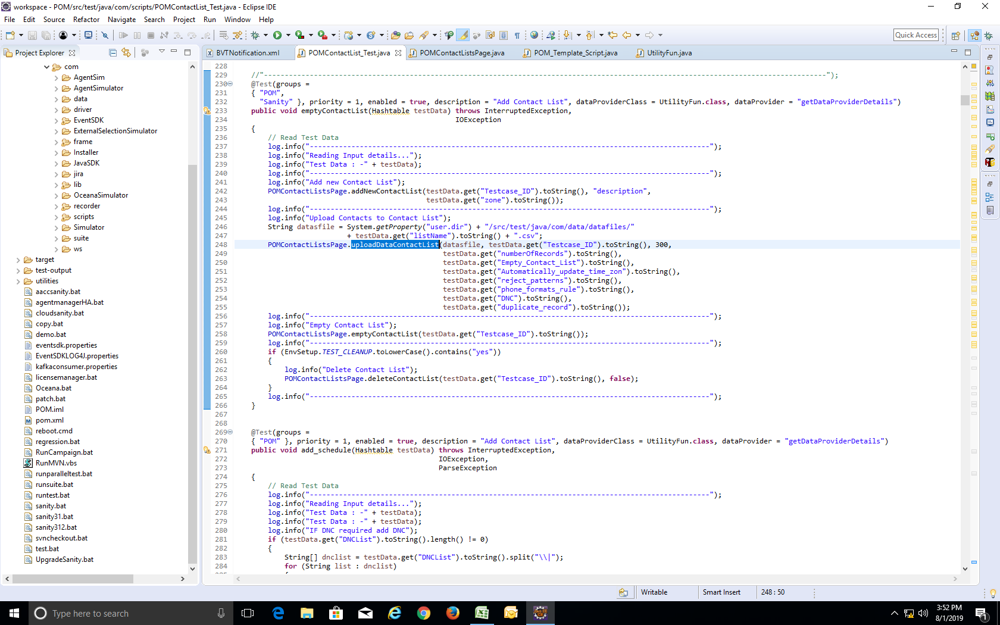 workspace - POM/src/test/java/com/scripts/POMContactList_Test.java - Eclipse IDE
File Edit Source Refactor Navigate Search Project Run Window Help
Quick Access
Project Explorer
BVTNotification.xml POMContactList_Test.java POMContactListsPage.java POM_Template_Script.java UtilityFun.java
com
AgentSim
AgentSimulator
data
driver
EventSDK
ExternalSelectionSimulator
frame
Installer
JavaSDK
jira
lib
OceanaSimulator
recorder
scripts
Simulator
suite
ws
target
test-output
utilities
aaccsanity.bat
agentmanagerHA.bat
cloudsanity.bat
copy.bat
demo.bat
eventsdk.properties
EventSDKLOG4J.properties
kafkaconsumer.properties
licensemanager.bat
Oceana.bat
patch.bat
POM.iml
pom.xml
reboot.cmd
regression.bat
RunCampaign.bat
RunMVN.vbs
runparalleltest.bat
runsuite.bat
runtest.bat
sanity.bat
sanity31.bat
sanity312.bat
svncheckout.bat
test.bat
UpgradeSanity.bat
228
229 //"---------------------------------------------------------------------------------------------------------------------------------------");
230 @Test(groups =
231 { "POM",
232 "Sanity" }, priority = 1, enabled = true, description = "Add Contact List", dataProviderClass = UtilityFun.class, dataProvider = "getDataProviderDetails")
233 public void emptyContactList(Hashtable testData) throws InterruptedException,
234 IOException
235 {
236 // Read Test Data
237 log.info("------------------------------------------------------------------------------------------------");
238 log.info("Reading Input details...");
239 log.info("Test Data : -" + testData);
240 log.info("------------------------------------------------------------------------------------------------");
241 log.info("Add new Contact List");
242 POMContactListsPage.addNewContactList(testData.get("Testcase_ID").toString(), "description",
243 testData.get("zone").toString());
244 log.info("------------------------------------------------------------------------------------------------");
245 log.info("Upload Contacts to Contact List");
246 String datasfile = System.getProperty("user.dir") + "/src/test/java/com/data/datafiles/"
247 + testData.get("listName").toString() + ".csv";
248 POMContactListsPage.uploadDataContactList(datasfile, testData.get("Testcase_ID").toString(), 300,
249 testData.get("numberOfRecords").toString(),
250 testData.get("Empty_Contact_List").toString(),
251 testData.get("Automatically_update_time_zon").toString(),
252 testData.get("reject_patterns").toString(),
253 testData.get("phone_formats_rule").toString(),
254 testData.get("DNC").toString(),
255 testData.get("duplicate_record").toString());
256 log.info("------------------------------------------------------------------------------------------------");
257 log.info("Empty Contact List");
258 POMContactListsPage.emptyContactList(testData.get("Testcase_ID").toString());
259 log.info("------------------------------------------------------------------------------------------------");
260 if (EnvSetup.TEST_CLEANUP.toLowerCase().contains("yes"))
261 {
262 log.info("Delete Contact List");
263 POMContactListsPage.deleteContactList(testData.get("Testcase_ID").toString(), false);
264 }
265 log.info("------------------------------------------------------------------------------------------------");
266 }
267
268
269 @Test(groups =
270 { "POM" }, priority = 1, enabled = true, description = "Add Contact List", dataProviderClass = UtilityFun.class, dataProvider = "getDataProviderDetails")
271 public void add_schedule(Hashtable testData) throws InterruptedException,
272 IOException,
273 ParseException
274 {
275 // Read Test Data
276 log.info("------------------------------------------------------------------------------------------------");
277 log.info("Reading Input details...");
278 log.info("Test Data : -" + testData);
279 log.info("Test Data : -" + testData);
280 log.info("IF DNC required add DNC");
281 if (testData.get("DNCList").toString().length() != 0)
282 {
283 String[] dnclist = testData.get("DNCList").toString().split("\\|");
284 for (String list : dnclist)
Writable Smart Insert 248 : 50
Type here to search
3:52 PM
8/1/2019
1